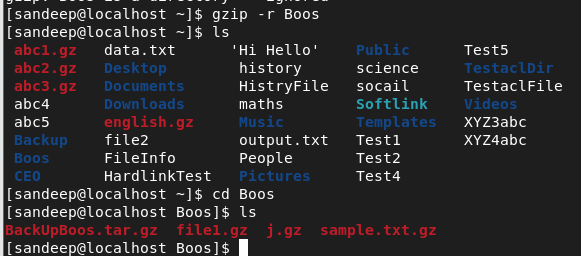 [sandeep@localhost ~]$ gzip -r Boos
[sandeep@localhost ~]$ ls
abc1.gz data.txt 'Hi Hello' Public Test5
abc2.gz Desktop history science TestaclDir
abc3.gz Documents HistryFile socail TestaclFile
abc4 Downloads maths Softlink Videos
abc5 english.gz Music Templates XYZ3abc
Backup file2 output.txt Test1 XYZ4abc
Boos FileInfo People Test2
CEO HardlinkTest Pictures Test4
[sandeep@localhost ~]$ cd Boos
[sandeep@localhost Boos]$ ls
BackUpBoos.tar.gz file1.gz j.gz sample.txt.gz
[sandeep@localhost Boos]$